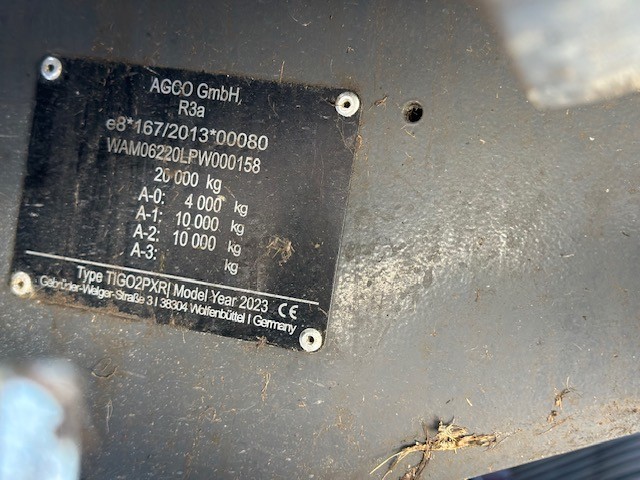 AGCO GmbH,
R3a
e8*167/2013*00080
WAM06220LPW000158
20 000 kg
A-0: 4 000 kg
A-1: 10 000 kg
A-2: 10 000 kg
A-3: kg
Type TIGO2PXR| Model Year 2023 CE
Gebrüder-Welger-Straße 3 I 38304 Wolfenbüttel I Germany